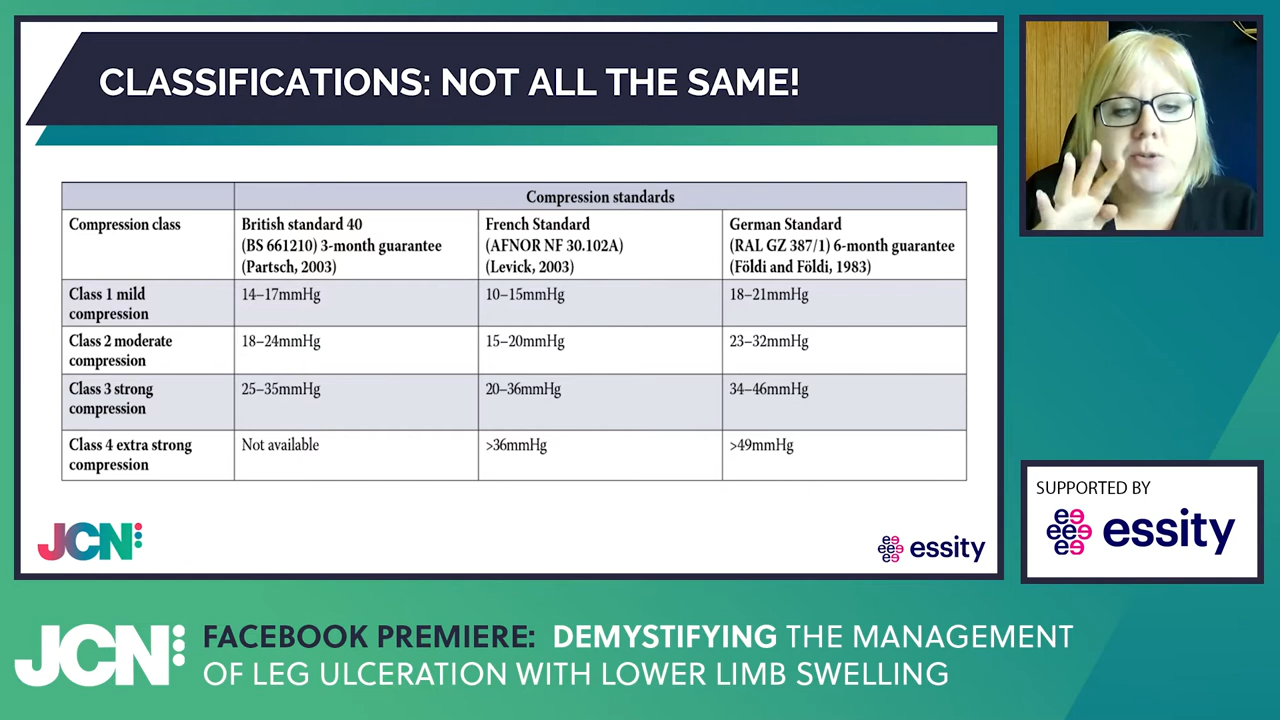 CLASSIFICATIONS: NOT ALL THE SAME!
Compression standards
Compression class
British standard 40
(BS 661210) 3-month guarantee
(Partsch, 2003)
French Standard
(AFNOR NF 30.102A)
(Levick, 2003)
German Standard
(RAL GZ 387/1) 6-month guarantee
(Földi and Földi, 1983)
Class 1 mild
compression
14–17mmHg
10–15mmHg
18–21mmHg
Class 2 moderate
compression
18–24mmHg
15–20mmHg
23–32mmHg
Class 3 strong
compression
25–35mmHg
20–36mmHg
34–46mmHg
Class 4 extra strong
compression
Not available
>36mmHg
>49mmHg
JCN
essity
SUPPORTED BY
essity
JCN
FACEBOOK PREMIERE: DEMYSTIFYING THE MANAGEMENT
OF LEG ULCERATION WITH LOWER LIMB SWELLING